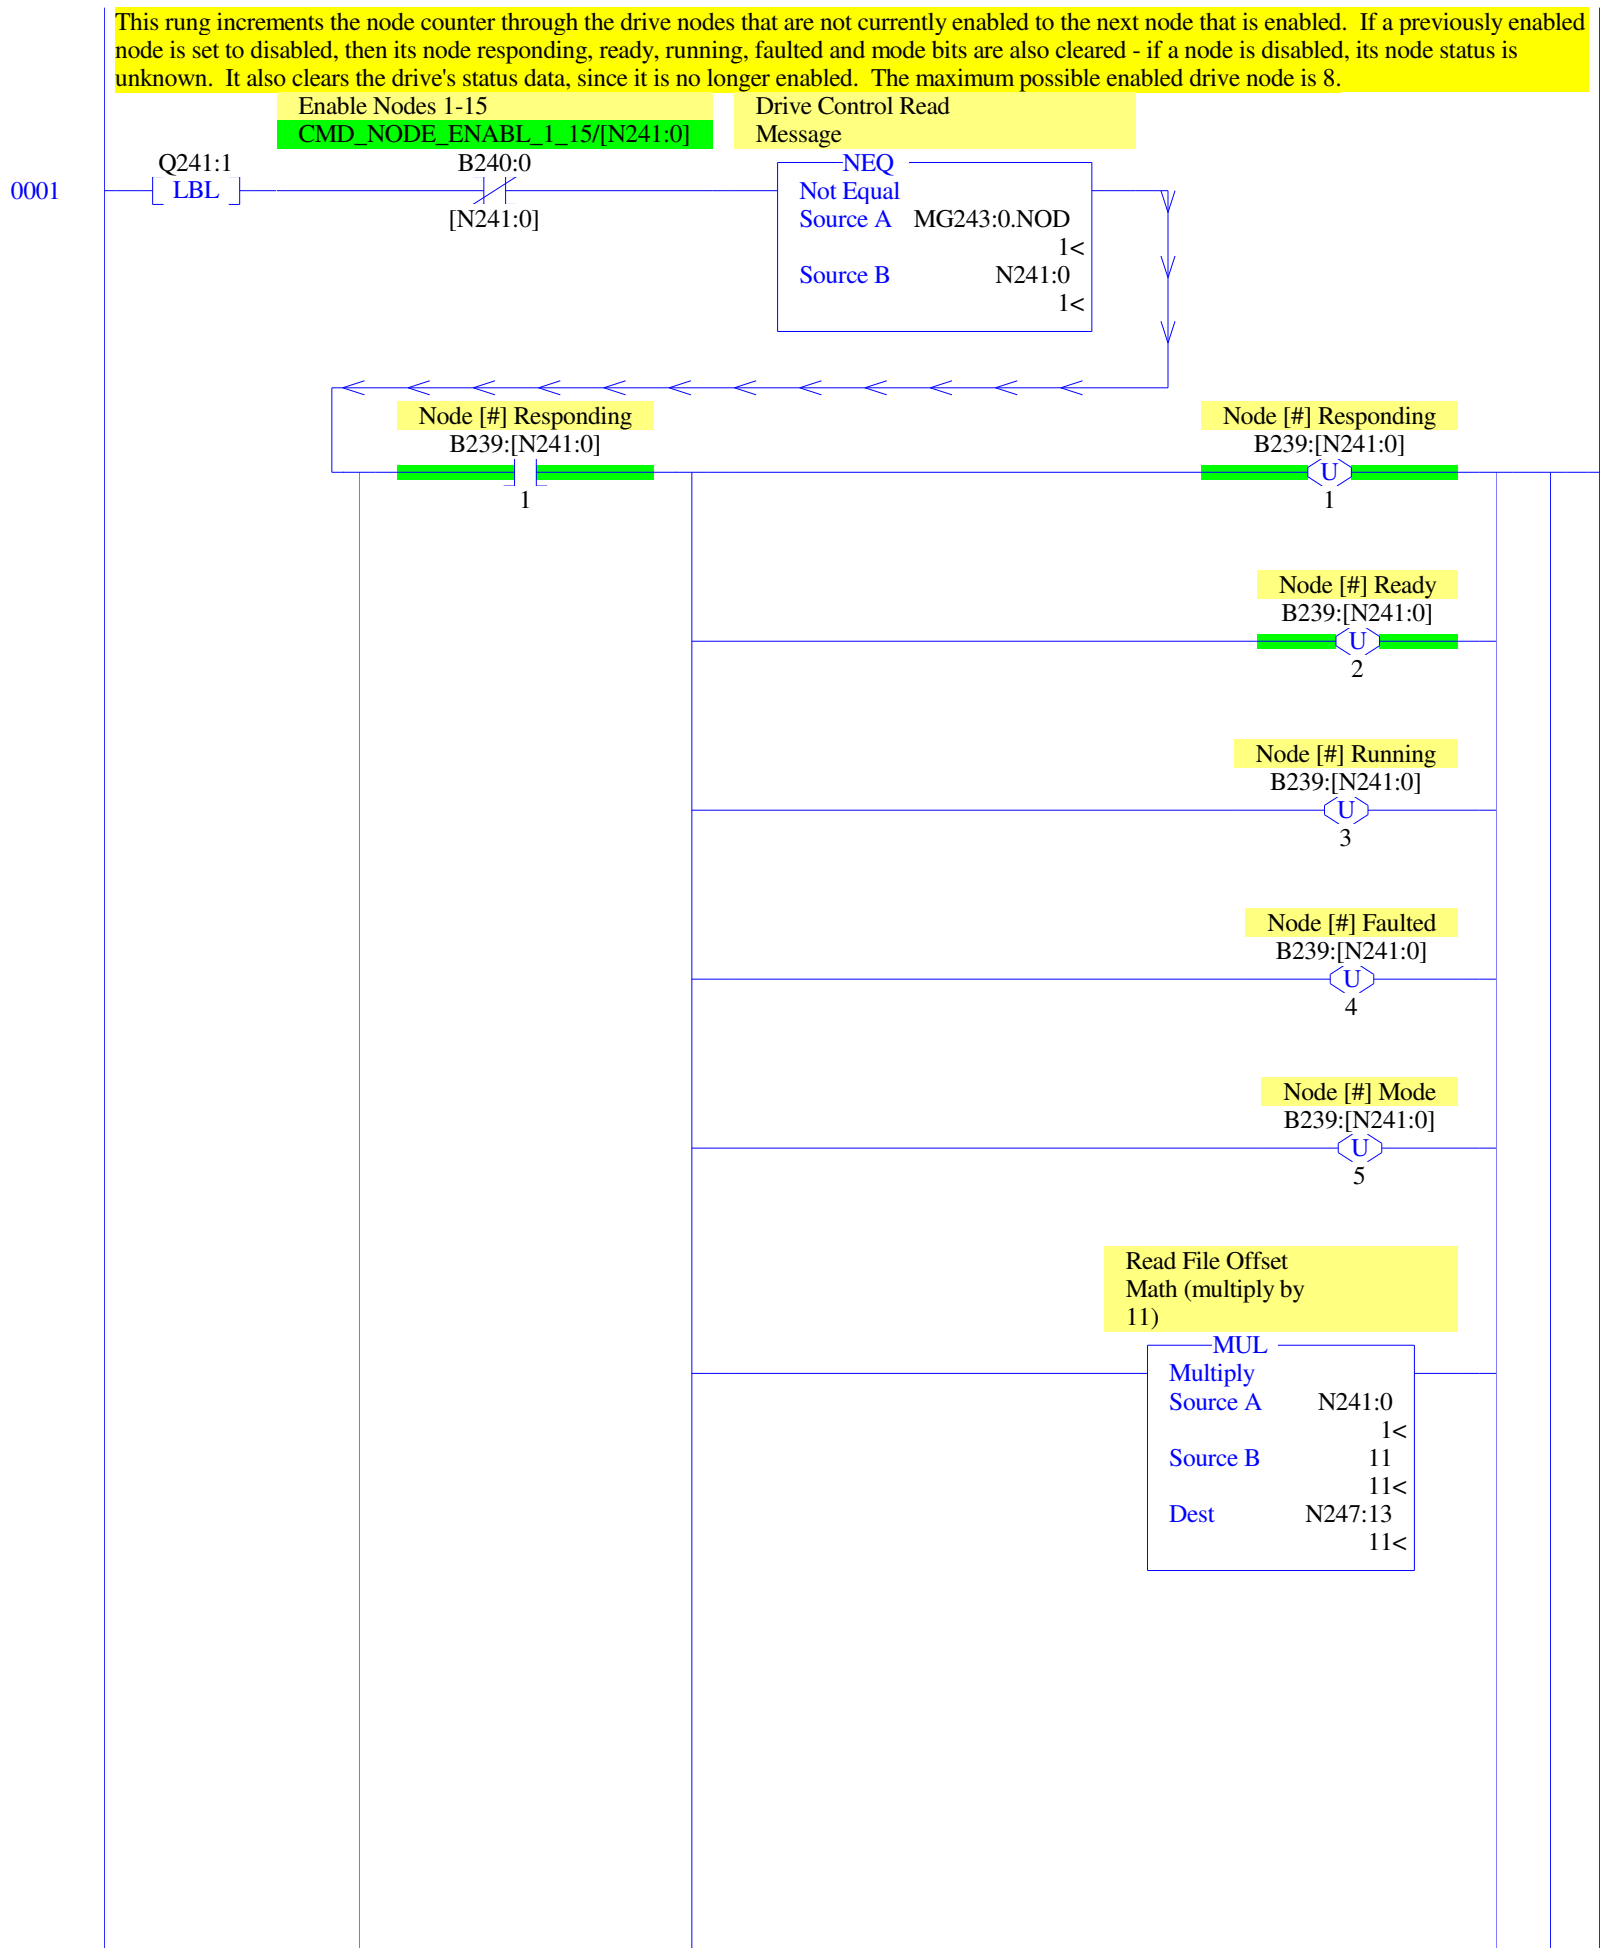 This rung increments the node counter through the drive nodes that are not currently enabled to the next node that is enabled.  If a previously enabled
node is set to disabled, then its node responding, ready, running, faulted and mode bits are also cleared - if a node is disabled, its node status is
unknown.  It also clears the drive's status data, since it is no longer enabled.  The maximum possible enabled drive node is 8.
Enable Nodes 1-15
CMD_NODE_ENABL_1_15/[N241:0]
Drive Control Read
Message
Q241:1
LBL
B240:0
[N241:0]
0001
NEQ
Not Equal
Source A MG243:0.NOD
1<
Source B N241:0
1<
Node [#] Responding
B239:[N241:0]
1
Node [#] Responding
B239:[N241:0]
U
1
Node [#] Ready
B239:[N241:0]
U
2
Node [#] Running
B239:[N241:0]
U
3
Node [#] Faulted
B239:[N241:0]
U
4
Node [#] Mode
B239:[N241:0]
U
5
Read File Offset
Math (multiply by
11)
MUL
Multiply
Source A N241:0
1<
Source B 11
11<
Dest N247:13
11<